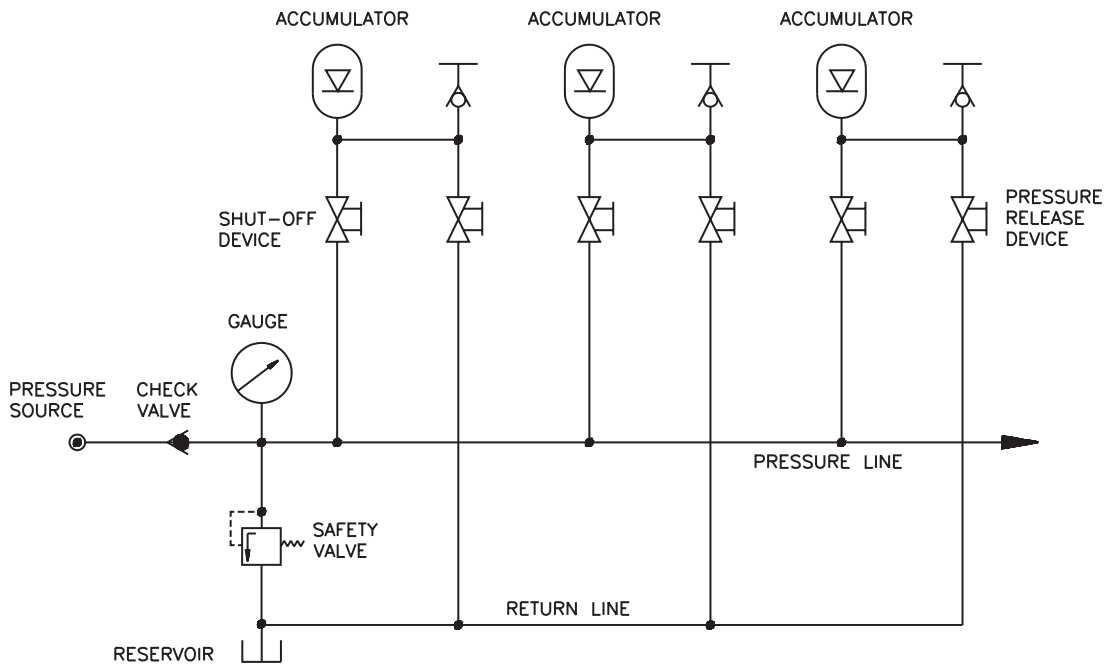 ACCUMULATOR
ACCUMULATOR
ACCUMULATOR
SHUT-OFF
DEVICE
PRESSURE
RELEASE
DEVICE
GAUGE
PRESSURE
SOURCE
CHECK
VALVE
PRESSURE LINE
SAFETY
VALVE
RETURN LINE
RESERVOIR